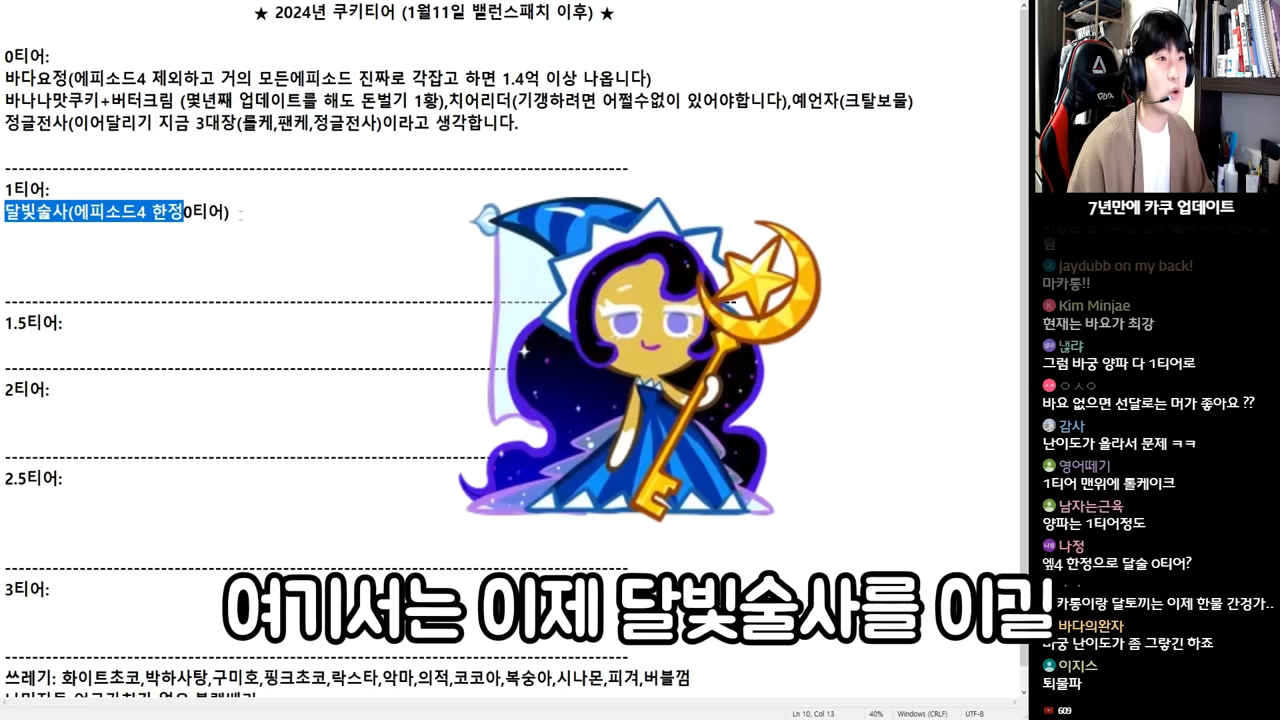 ★ 2024년 쿠키티어 (1월11일 밸런스패치 이후) ★
0티어:
바다요정(에피소드4 제외하고 거의 모든에피소드 진짜로 각잡고 하면 1.4억 이상 나옵니다)
바나나맛쿠키+버터크림 (몇년째 업데이트를 해도 돈벌기 1황),치어리더(기갱하려면 어쩔수없이 있어야합니다),예언자(크탈보물)
정글전사(이어달리기 지금 3대장(롤케,팬케,정글전사)이라고 생각합니다.
------------------------------------------------------------------------------
1티어:
달빛술사(에피소드4 한정0티어)
1.5티어:
2티어:
2.5티어:
3티어:
쓰레기: 화이트초코,박하사탕,구미호,핑크초코,락스타,악마,의적,코코아,복숭아,시나몬,피겨,버블껌
여기서는 이제 달빛술사를 이길
Ln 10, Col 13
40%
Windows (CRLF)
UTF-8
7년만에 카쿠 업데이트
림
Jaydubb on my back!
마카롱!!
Kim Minjae
현재는 바요가 최강
냲랴
그럼 바궁 양파 다 1티어로
ㅇㅅㅇ
바요 없으면 선달로는 머가 좋아요 ??
감사
난이도가 올라서 문제 ㅋㅋ
영어떼기
1티어 맨위에 톨케이크
남자는근육
양파는 1티어정도
나정
엪4 한정으로 달술 0티어?
카롱이랑 달토끼는 이제 한물 간겅가..
바다의완자
바궁 난이도가 좀 그랗긴 하죠
이지스
퇴물파
609